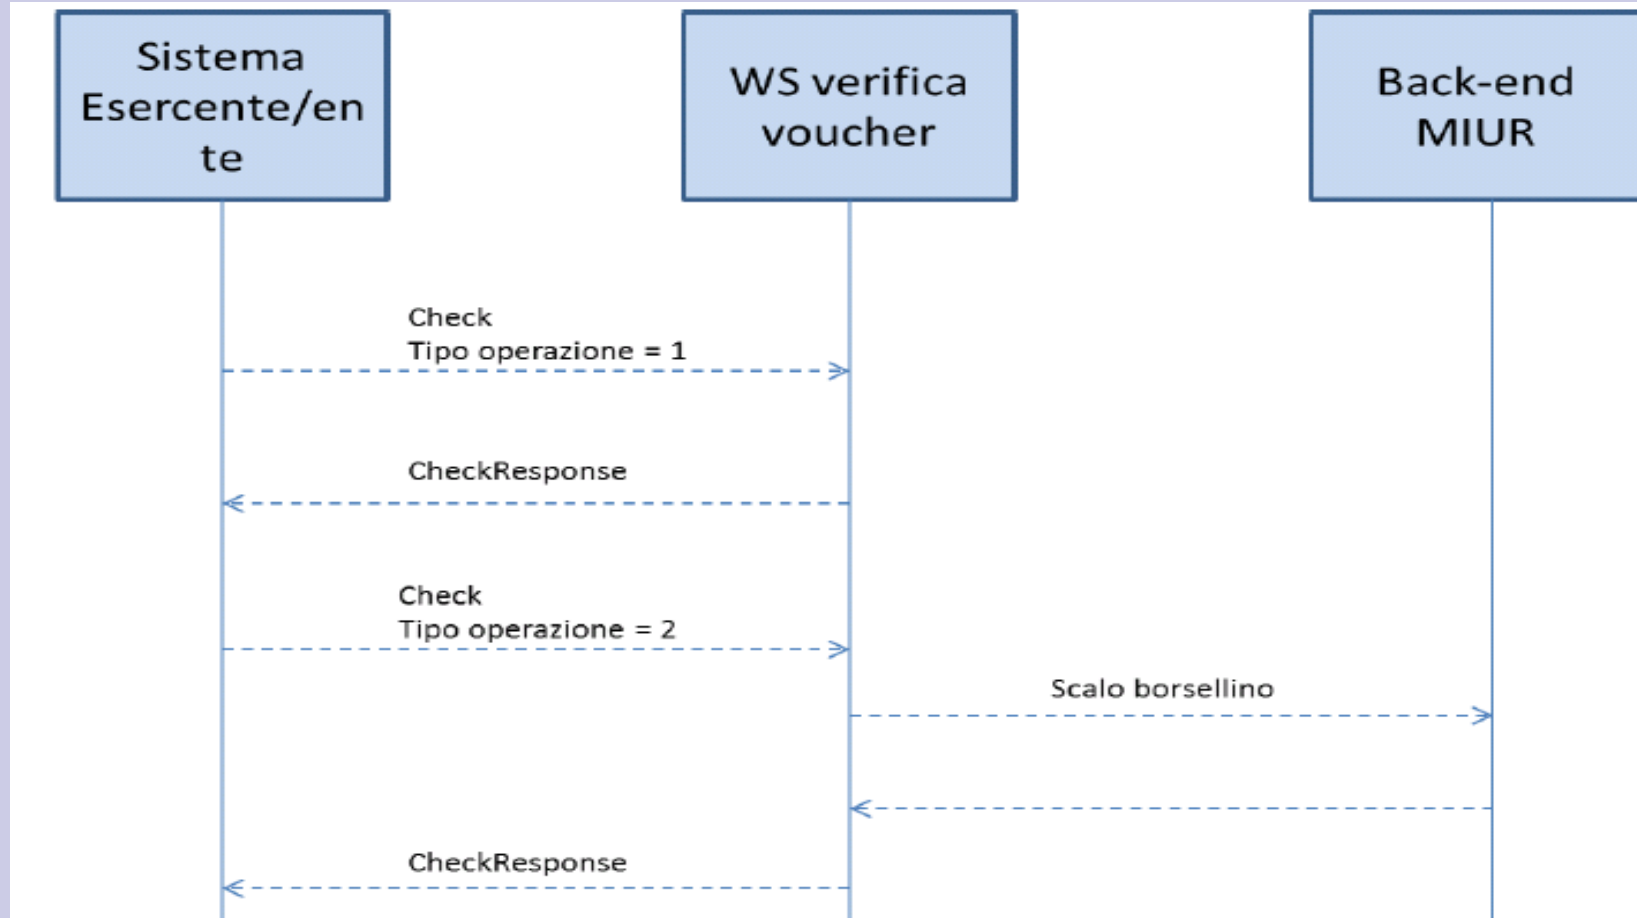 Sistema
Esercente/en
te
WS verifica
voucher
Back-end
MIUR
Check
Tipo operazione = 1
CheckResponse
Check
Tipo operazione = 2
Scalo borsellino
CheckResponse